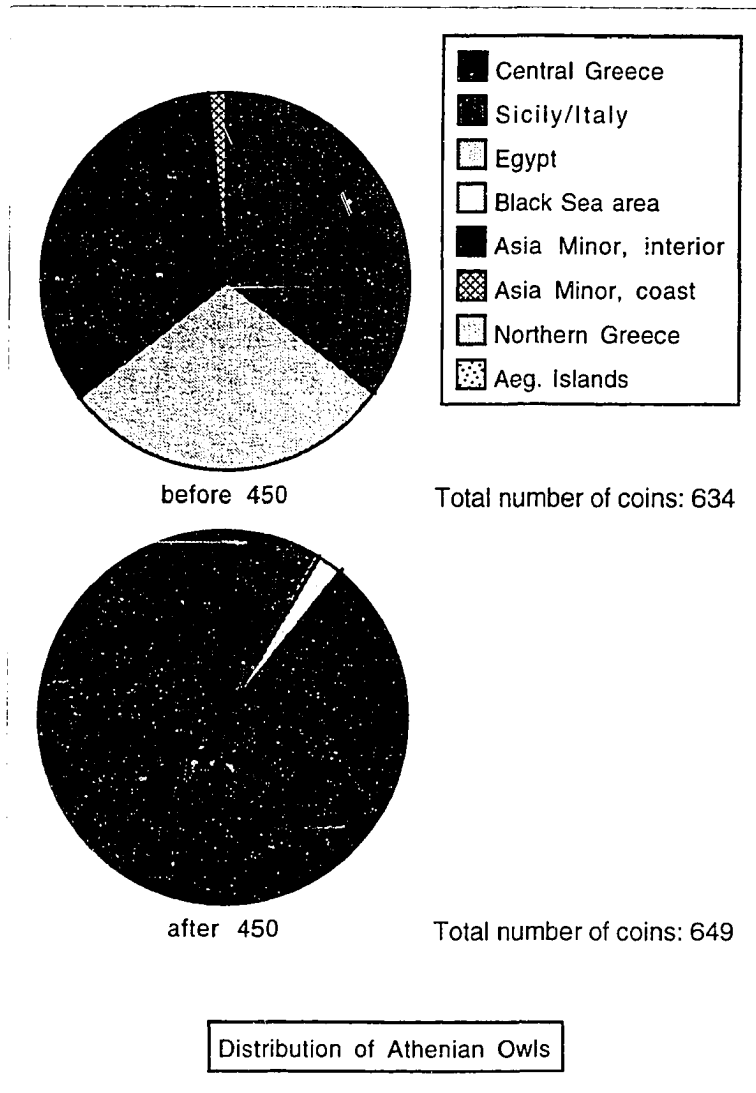 Central Greece
Sicily/Italy
Egypt
Black Sea area
Asia Minor, interior
Asia Minor, coast
Northern Greece
Aeg. Islands
before 450
Total number of coins: 634
after 450
Total number of coins: 649
Distribution of Athenian Owls